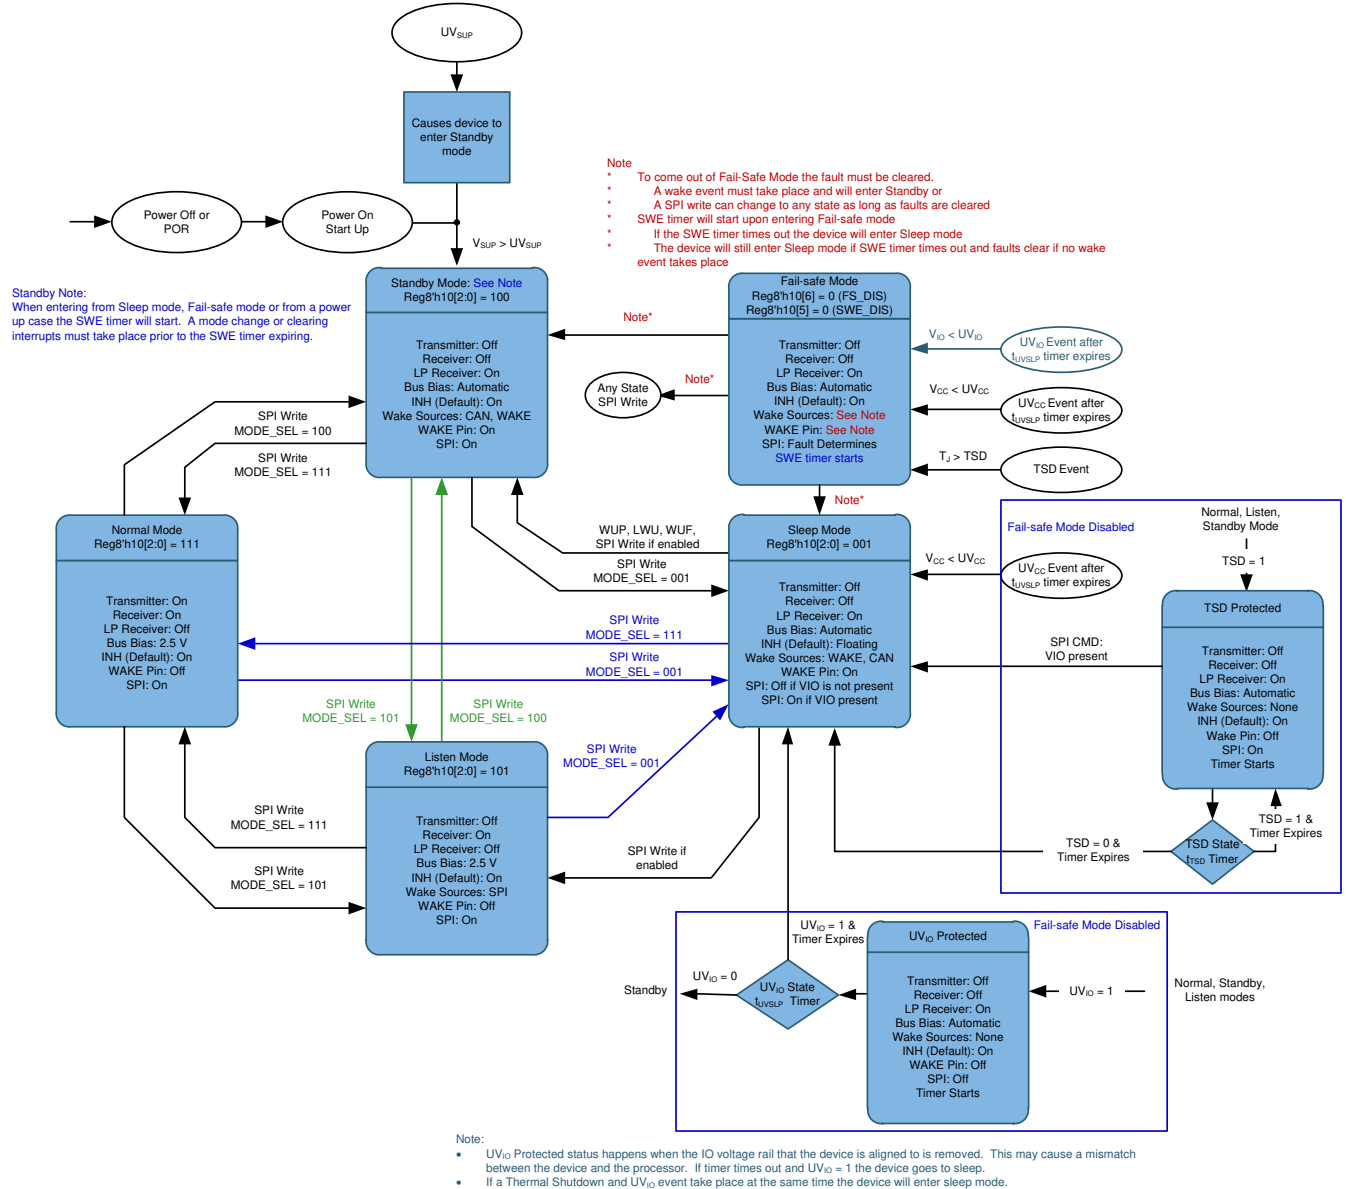 UVSUP
Causes device to
enter Standby
mode
Power Off or
POR
Power On
Start Up
VSUP > UVSUP
Note
* To come out of Fail-Safe Mode the fault must be cleared.
* A wake event must take place and will enter Standby or
* A SPI write can change to any state as long as faults are cleared
* SWE timer will start upon entering Fail-safe mode
* If the SWE timer times out the device will enter Sleep mode
* The device will still enter Sleep mode if SWE timer times out and faults clear if no wake
event takes place
Standby Note:
When entering from Sleep mode, Fail-safe mode or from a power
up case the SWE timer will start. A mode change or clearing
interrupts must take place prior to the SWE timer expiring.
Standby Mode: See Note
Reg8'h10[2:0] = 100
Transmitter: Off
Receiver: Off
LP Receiver: On
Bus Bias: Automatic
INH (Default): On
Wake Sources: CAN, WAKE
WAKE Pin: On
SPI: On
Note*
Any State
SPI Write
Note*
Fail-safe Mode
Reg8'h10[6] = 0 (FS_DIS)
Reg8'h10[5] = 0 (SWE_DIS)
Transmitter: Off
Receiver: Off
LP Receiver: On
Bus Bias: Automatic
INH (Default): On
Wake Sources: See Note
WAKE Pin: See Note
SPI: Fault Determines
SWE timer starts
VIO < UVIO
UVIO Event after
tUVSLP timer expires
VCC < UVCC
UVCC Event after
tUVSLP timer expires
TJ > TSD
TSD Event
Note*
SPI Write
MODE_SEL = 100
SPI Write
MODE_SEL = 111
Normal Mode
Reg8'h10[2:0] = 111
Transmitter: On
Receiver: On
LP Receiver: Off
Bus Bias: 2.5 V
INH (Default): On
WAKE Pin: Off
SPI: On
WUP, LWU, WUF,
SPI Write if enabled
SPI Write
MODE_SEL = 001
SPI Write
MODE_SEL = 111
SPI Write
MODE_SEL = 001
SPI Write
MODE_SEL = 101
SPI Write
MODE_SEL = 100
SPI Write
MODE_SEL = 001
Sleep Mode
Reg8'h10[2:0] = 001
Transmitter: Off
Receiver: Off
LP Receiver: On
Bus Bias: Automatic
INH (Default): Floating
Wake Sources: WAKE, CAN
WAKE Pin: On
SPI: Off if VIO is not present
SPI: On if VIO present
VCC < UVCC
UVCC Event after
tUVSLP timer expires
Fail-safe Mode Disabled
Normal, Listen,
Standby Mode
TSD = 1
TSD Protected
Transmitter: Off
Receiver: Off
LP Receiver: On
Bus Bias: Automatic
Wake Sources: None
INH (Default): On
Wake Pin: Off
SPI: On
Timer Starts
SPI CMD:
VIO present
TSD = 1 &
Timer Expires
TSD State
tTSD Timer
TSD = 0 &
Timer Expires
Listen Mode
Reg8'h10[2:0] = 101
Transmitter: Off
Receiver: On
LP Receiver: Off
Bus Bias: 2.5 V
INH (Default): On
Wake Sources: SPI
WAKE Pin: Off
SPI: On
SPI Write
MODE_SEL = 111
SPI Write
MODE_SEL = 101
SPI Write if
enabled
UVIO = 1 &
Timer Expires
UVIO Protected
Fail-safe Mode Disabled
Transmitter: Off
Receiver: Off
LP Receiver: On
Bus Bias: Automatic
Wake Sources: None
INH (Default): On
WAKE Pin: Off
SPI: Off
Timer Starts
Standby
UVIO = 0
UVIO State
tUVSLP Timer
UVIO = 1
Normal, Standby,
Listen modes
Note:
• UVIO Protected status happens when the IO voltage rail that the device is aligned to is removed. This may cause a mismatch
between the device and the processor. If timer times out and UVIO = 1 the device goes to sleep.
• If a Thermal Shutdown and UVIO event take place at the same time the device will enter sleep mode.